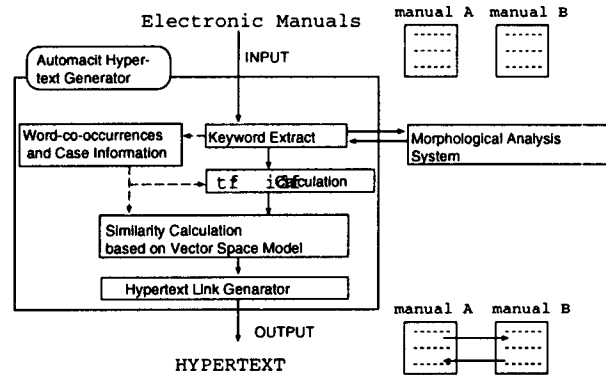 Electronic Manuals
manual A manual B
INPUT
Automacit Hyper-
text Generator
Word-co-occurrences
and Case Information
Keyword Extract
Morphological Analysis
System
tf Calculation
Similarity Calculation
based on Vector Space Model
Hypertext Link Genarator
OUTPUT
manual A manual B
HYPERTEXT